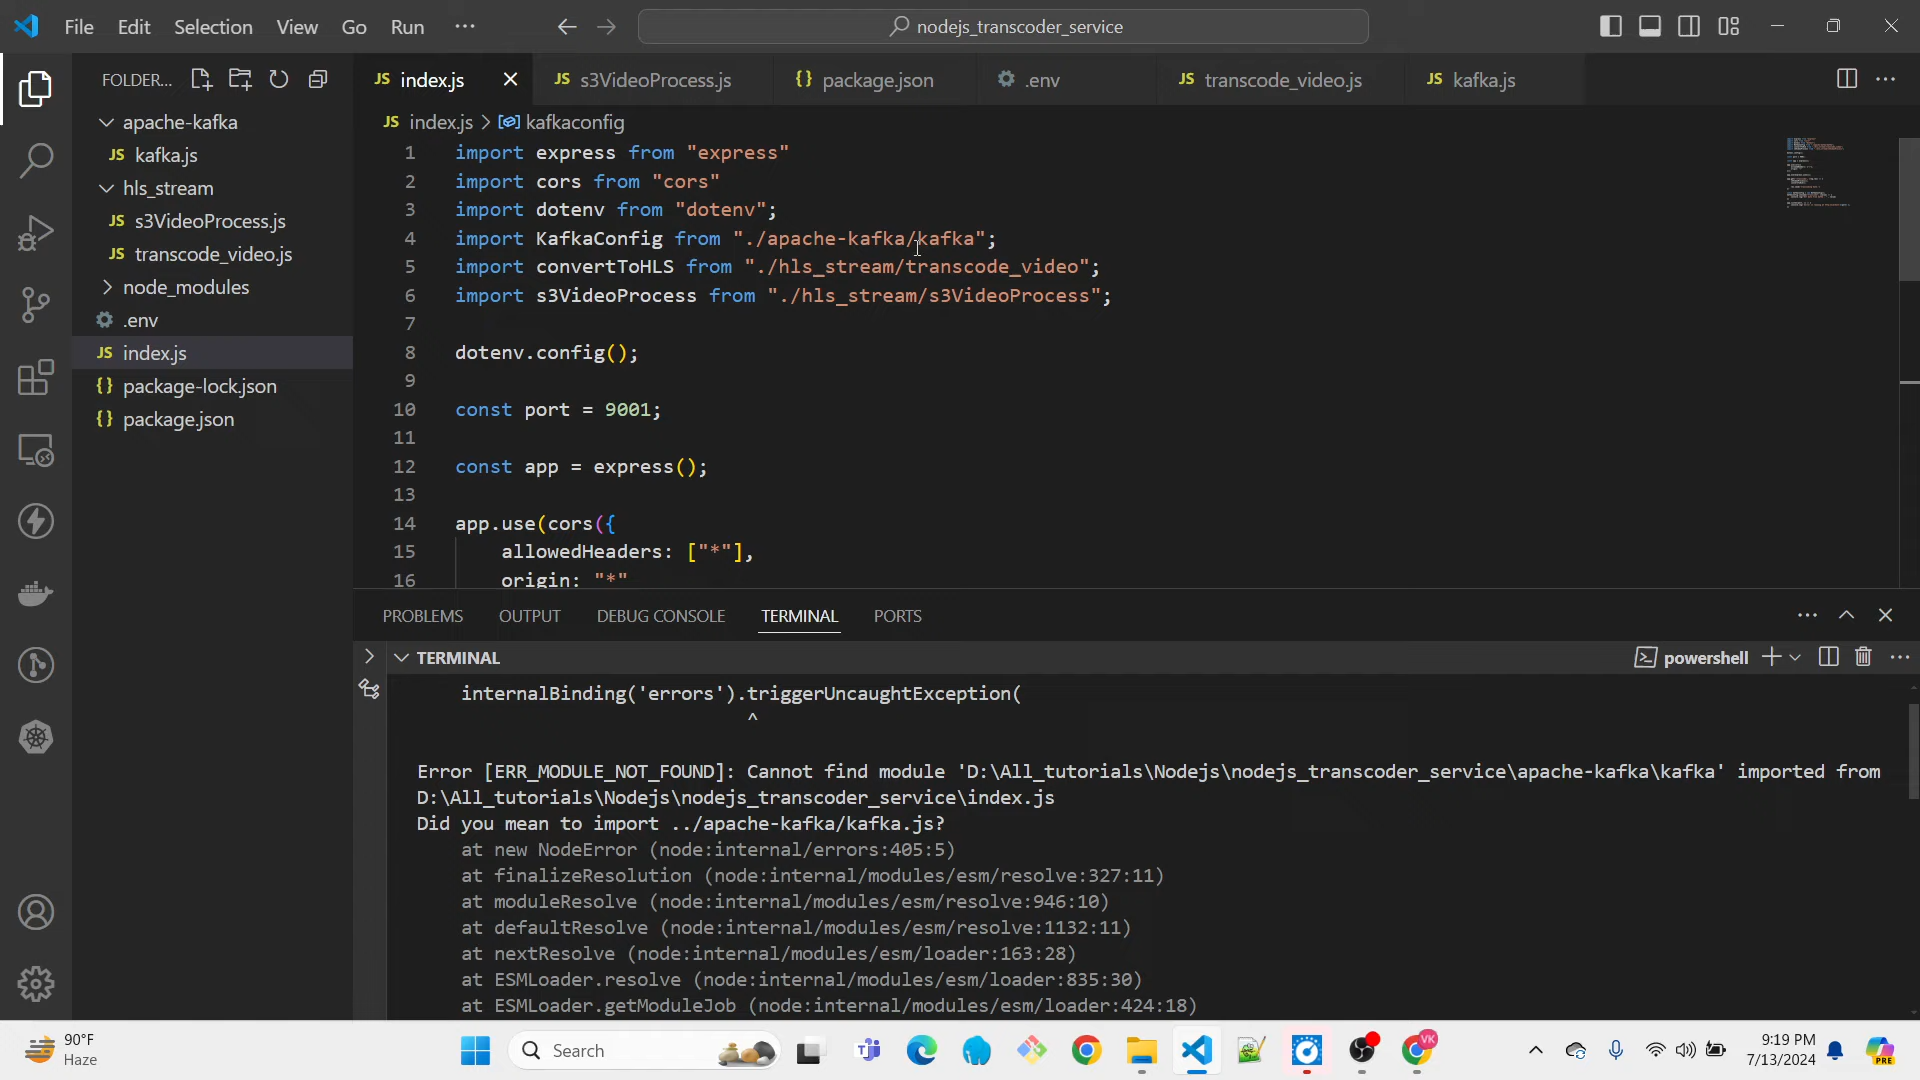 File Edit Selection View Go Run ···
nodejs_transcoder_service
FOLDER...
apache-kafka
JS kafka.js
hls_stream
JS s3VideoProcess.js
JS transcode_video.js
node_modules
.env
JS index.js
{} package-lock.json
{} package.json
JS index.js JS s3VideoProcess.js {} package.json .env JS transcode_video.js JS kafka.js
JS index.js > kafkaconfig
1 import express from "express"
2 import cors from "cors"
3 import dotenv from "dotenv";
4 import KafkaConfig from "./apache-kafka/kafka";
5 import convertToHLS from "./hls_stream/transcode_video";
6 import s3VideoProcess from "./hls_stream/s3VideoProcess";
7
8 dotenv.config();
9
10 const port = 9001;
11
12 const app = express();
13
14 app.use(cors({
15 allowedHeaders: ["*"],
16 origin: "*"
PROBLEMS OUTPUT DEBUG CONSOLE TERMINAL PORTS
TERMINAL
powershell
internalBinding('errors').triggerUncaughtException(
^
Error [ERR_MODULE_NOT_FOUND]: Cannot find module 'D:\All_tutorials\Nodejs\nodejs_transcoder_service\apache-kafka\kafka' imported from
D:\All_tutorials\Nodejs\nodejs_transcoder_service\index.js
Did you mean to import ../apache-kafka/kafka.js?
at new NodeError (node:internal/errors:405:5)
at finalizeResolution (node:internal/modules/esm/resolve:327:11)
at moduleResolve (node:internal/modules/esm/resolve:946:10)
at defaultResolve (node:internal/modules/esm/resolve:1132:11)
at nextResolve (node:internal/modules/esm/loader:163:28)
at ESMLoader.resolve (node:internal/modules/esm/loader:835:30)
at ESMLoader.getModuleJob (node:internal/modules/esm/loader:424:18)
90°F
Haze
Search
VK
9:19 PM
7/13/2024
PRE